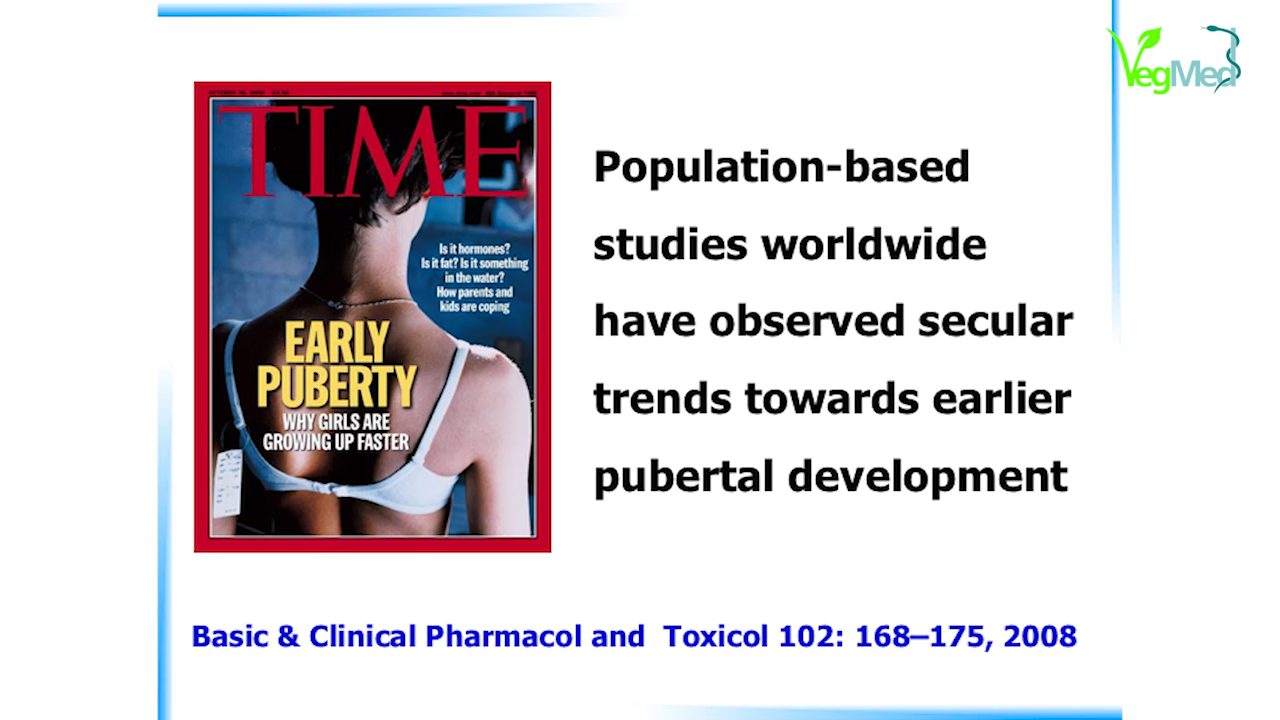 VegMed
TIME
Is it hormones?
Is it fat? Is it something
in the water?
How parents and
kids are coping
EARLY
PUBERTY
WHY GIRLS ARE
GROWING UP FASTER
Population-based
studies worldwide
have observed secular
trends towards earlier
pubertal development
Basic & Clinical Pharmacol and Toxicol 102: 168–175, 2008